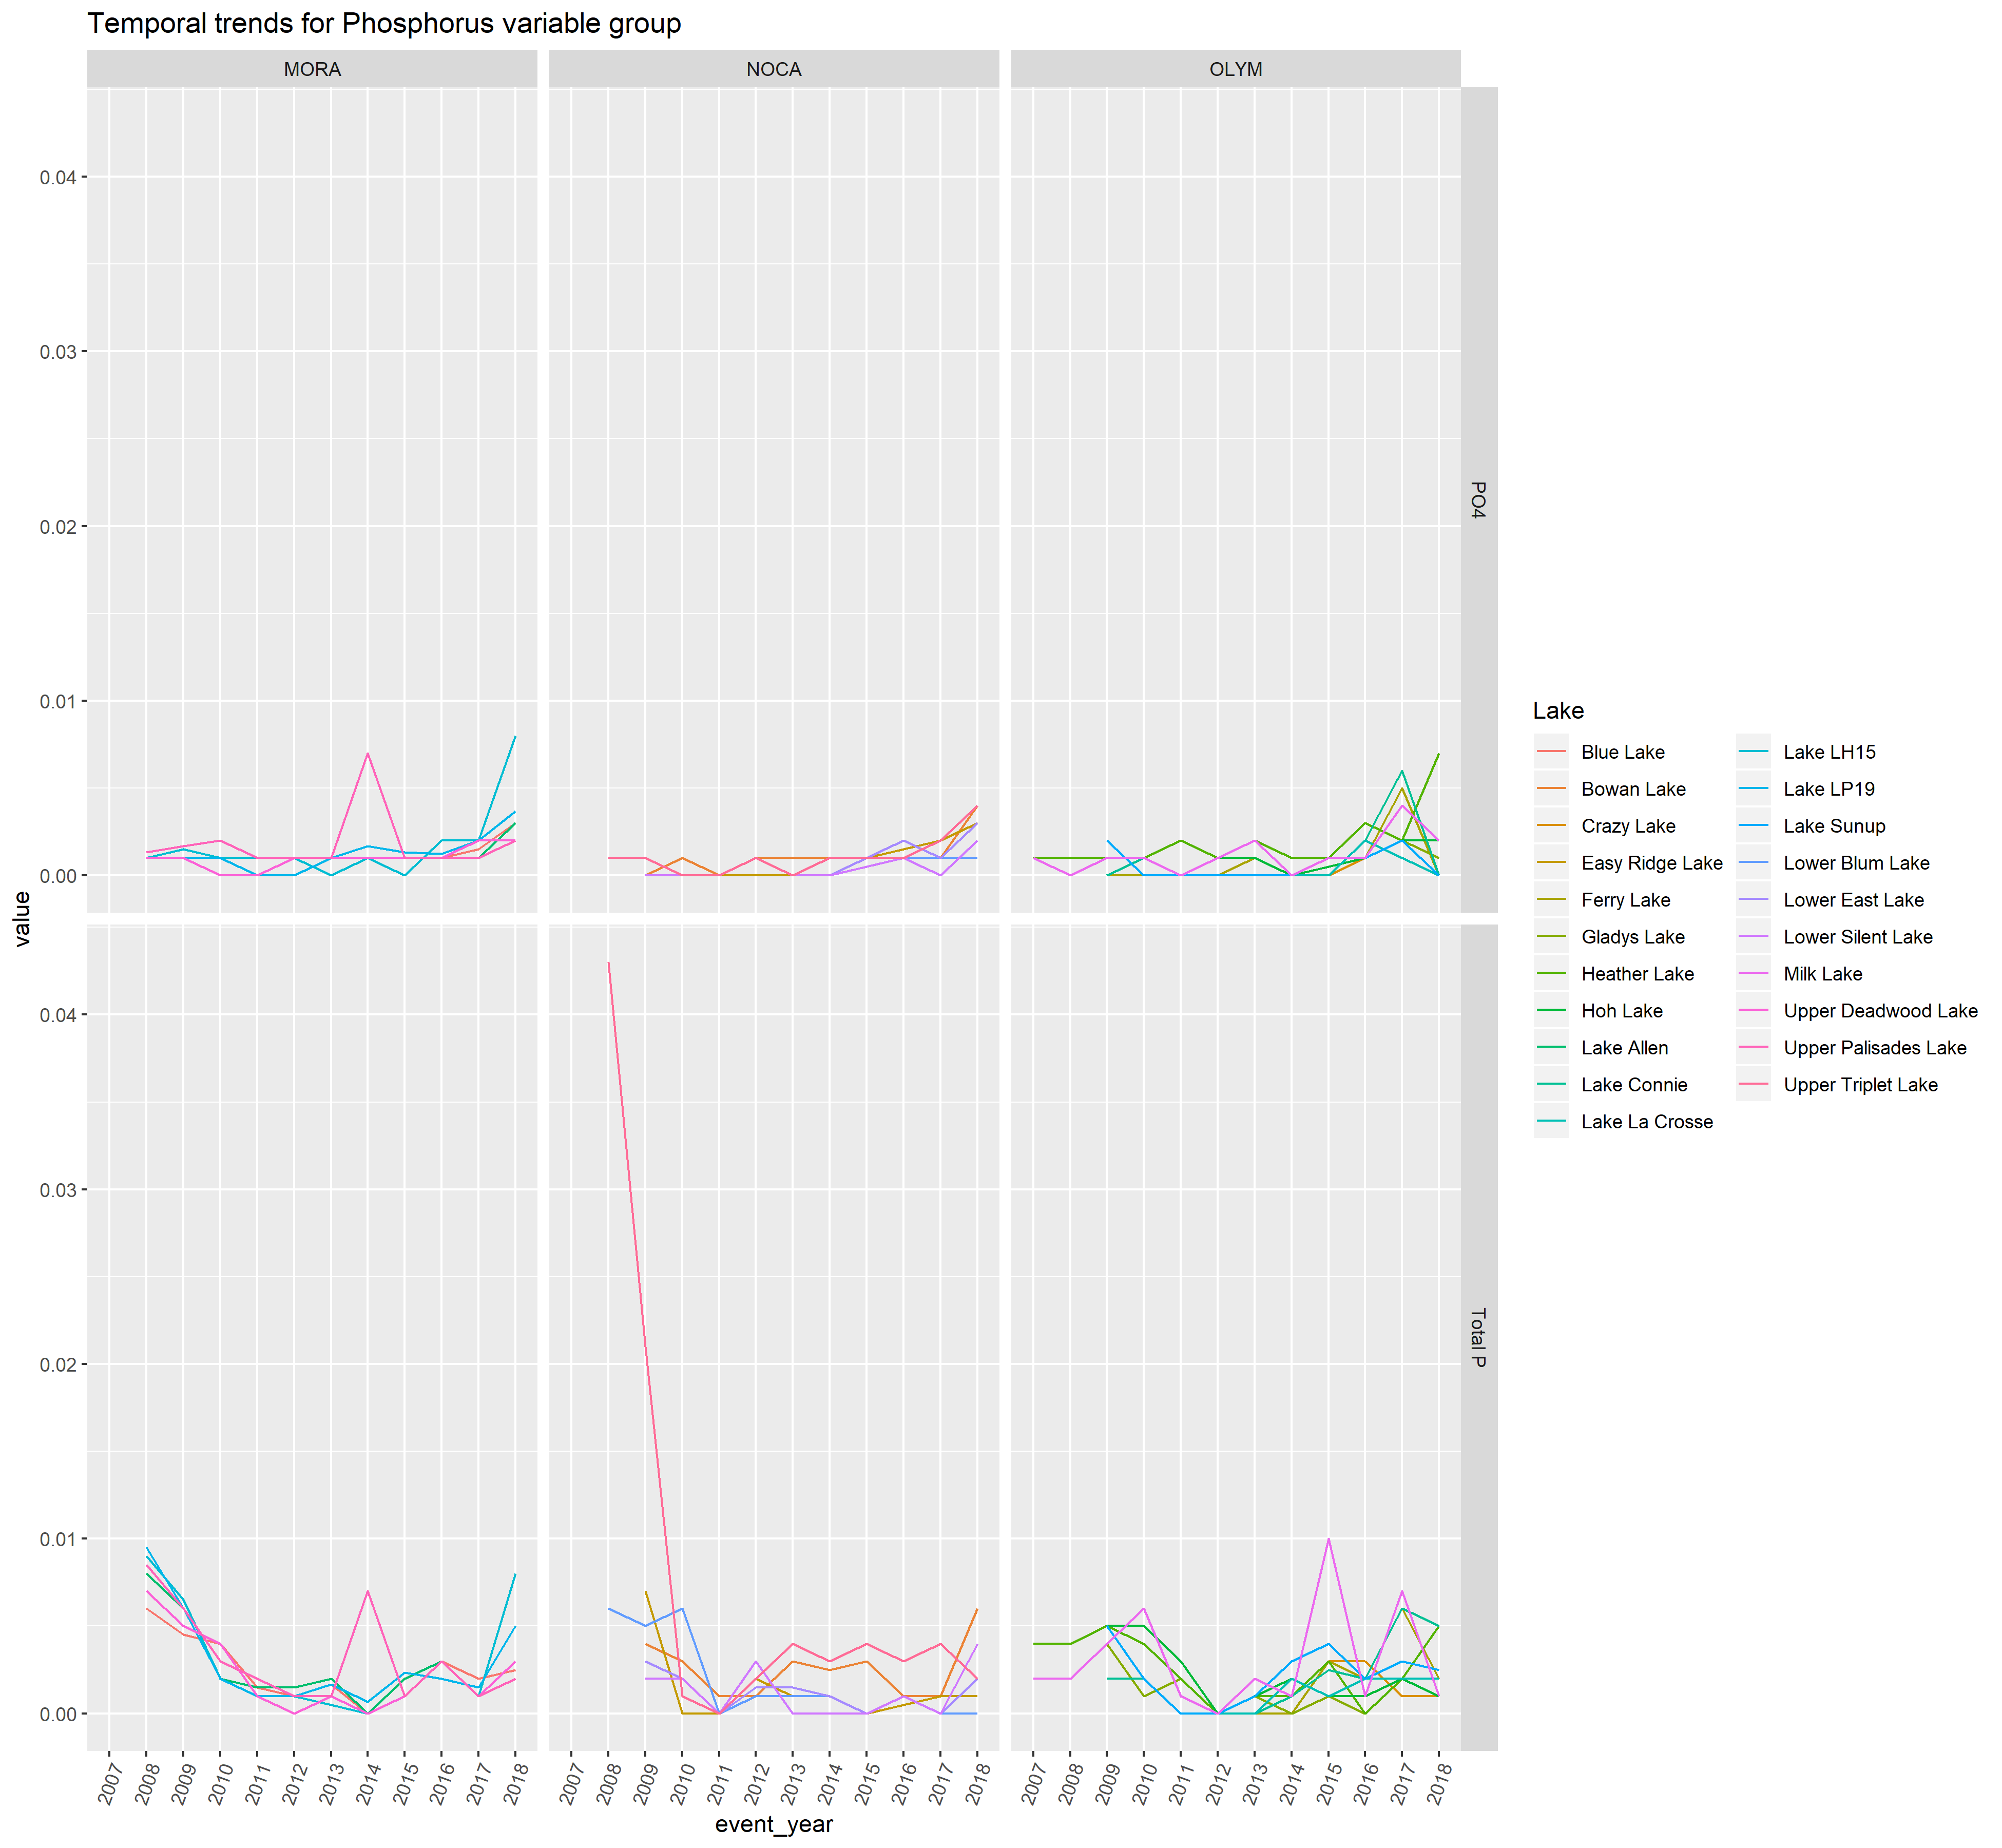 Temporal trends for Phosphorus variable group
MORA
NOCA
OLYM
0.04
0.03
0.02
0.01
0.00
PO4
value
0.04
0.03
0.02
0.01
0.00
Total P
2007
2008
2009
2010
2011
2012
2013
2014
2015
2016
2017
2018
2007
2008
2009
2010
2011
2012
2013
2014
2015
2016
2017
2018
2007
2008
2009
2010
2011
2012
2013
2014
2015
2016
2017
2018
event_year
Lake
Blue Lake
Bowan Lake
Crazy Lake
Easy Ridge Lake
Ferry Lake
Gladys Lake
Heather Lake
Hoh Lake
Lake Allen
Lake Connie
Lake La Crosse
Lake LH15
Lake LP19
Lake Sunup
Lower Blum Lake
Lower East Lake
Lower Silent Lake
Milk Lake
Upper Deadwood Lake
Upper Palisades Lake
Upper Triplet Lake